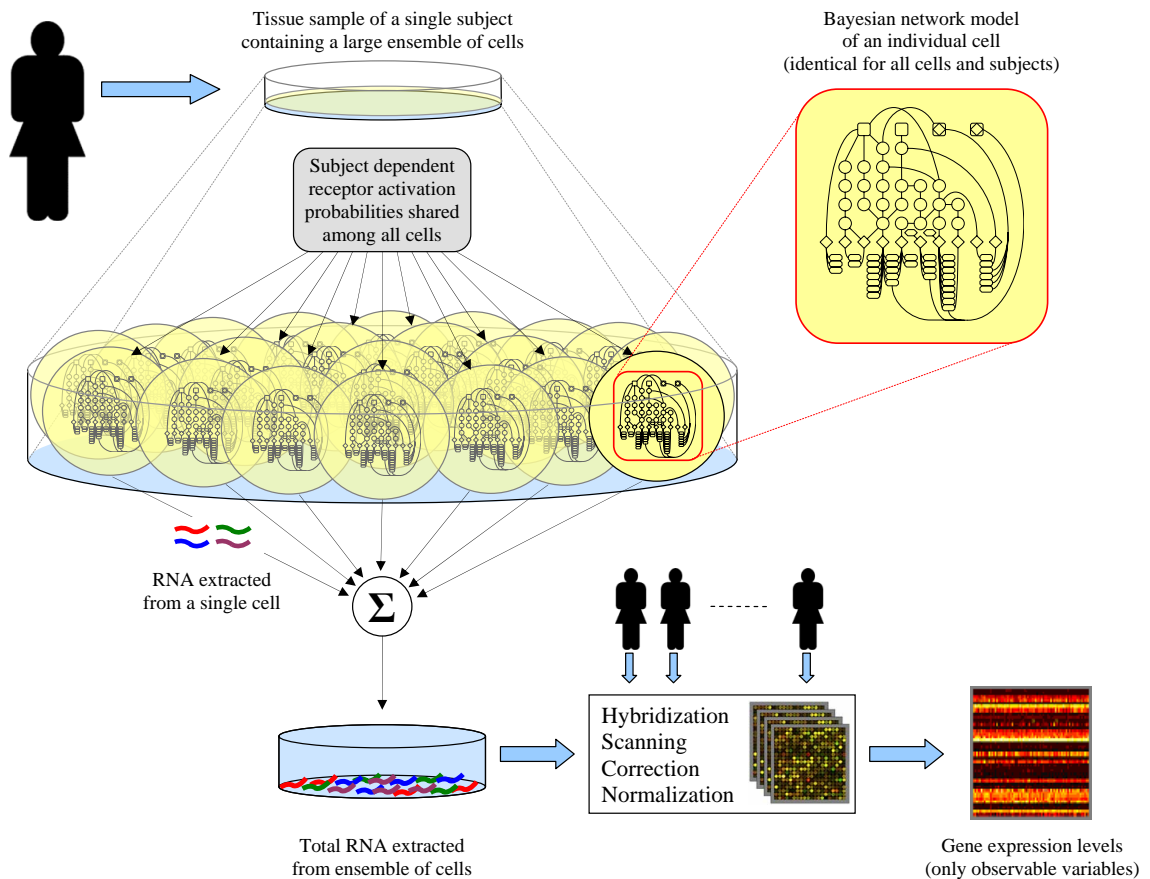 Tissue sample of a single subject
containing a large ensemble of cells
Bayesian network model
of an individual cell
(identical for all cells and subjects)
Subject dependent
receptor activation
probabilities shared
among all cells
RNA extracted
from a single cell
Σ
Hybridization
Scanning
Correction
Normalization
Total RNA extracted
from ensemble of cells
Gene expression levels
(only observable variables)